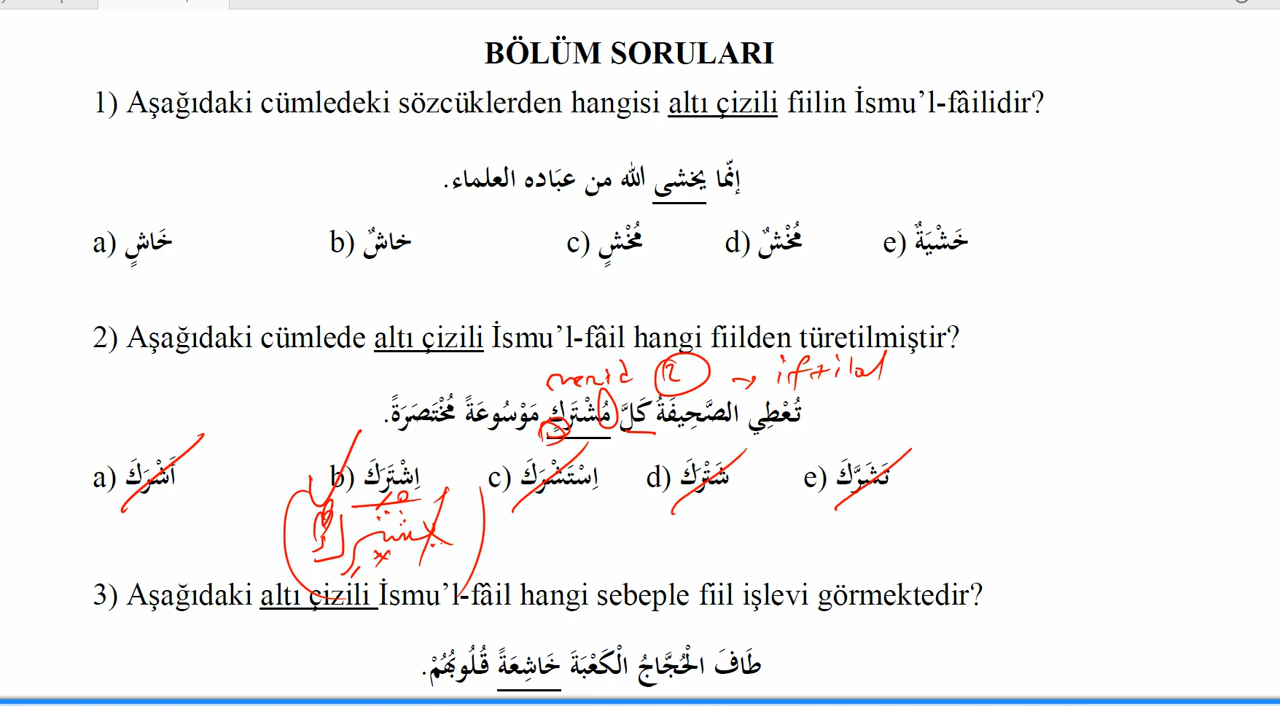 BÖLÜM SORULARI
1) Aşağıdaki cümledeki sözcüklerden hangisi altı çizili fiilin İsmu’l-fâilidir?
إنّما يخشى الله من عبَاده العلماء.
a) خَاشٍ b) خاشٌ c) مُخْشٍ d) مُخْشٌ e) خَشْيَةٌ
2) Aşağıdaki cümlede altı çizili İsmu’l-fâil hangi fiilden türetilmiştir?
mezid 12 → iftilal
تُعْطِي الصَّحِيفَةُ كَلَّ مُشْتَرَكٍ مَوْسُوعَةً مُخْتَصَرَةً.
a) أَشْرَكَ b) اِشْتَرَكَ c) اِسْتَشْرَكَ d) شَتْرَكَ e) تَشَرَّكَ
3) Aşağıdaki altı çizili İsmu’l-fâil hangi sebeple fiil işlevi görmektedir?
طَافَ الْحُجَّاجُ الْكَعْبَةَ خَاشِعَةً قُلُوبُهُمْ.